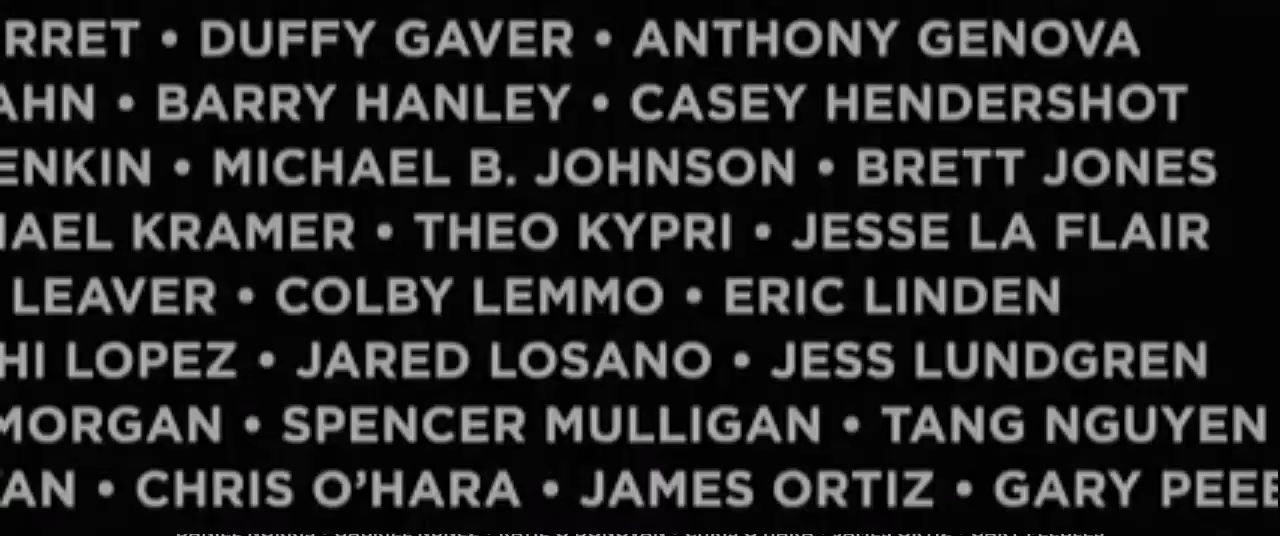 RRET • DUFFY GAVER • ANTHONY GENOVA
AHN • BARRY HANLEY • CASEY HENDERSHOT
ENKIN • MICHAEL B. JOHNSON • BRETT JONES
HAEL KRAMER • THEO KYPRI • JESSE LA FLAIR
LEAVER • COLBY LEMMO • ERIC LINDEN
HI LOPEZ • JARED LOSANO • JESS LUNDGREN
MORGAN • SPENCER MULLIGAN • TANG NGUYEN
AN • CHRIS O’HARA • JAMES ORTIZ • GARY PEEB